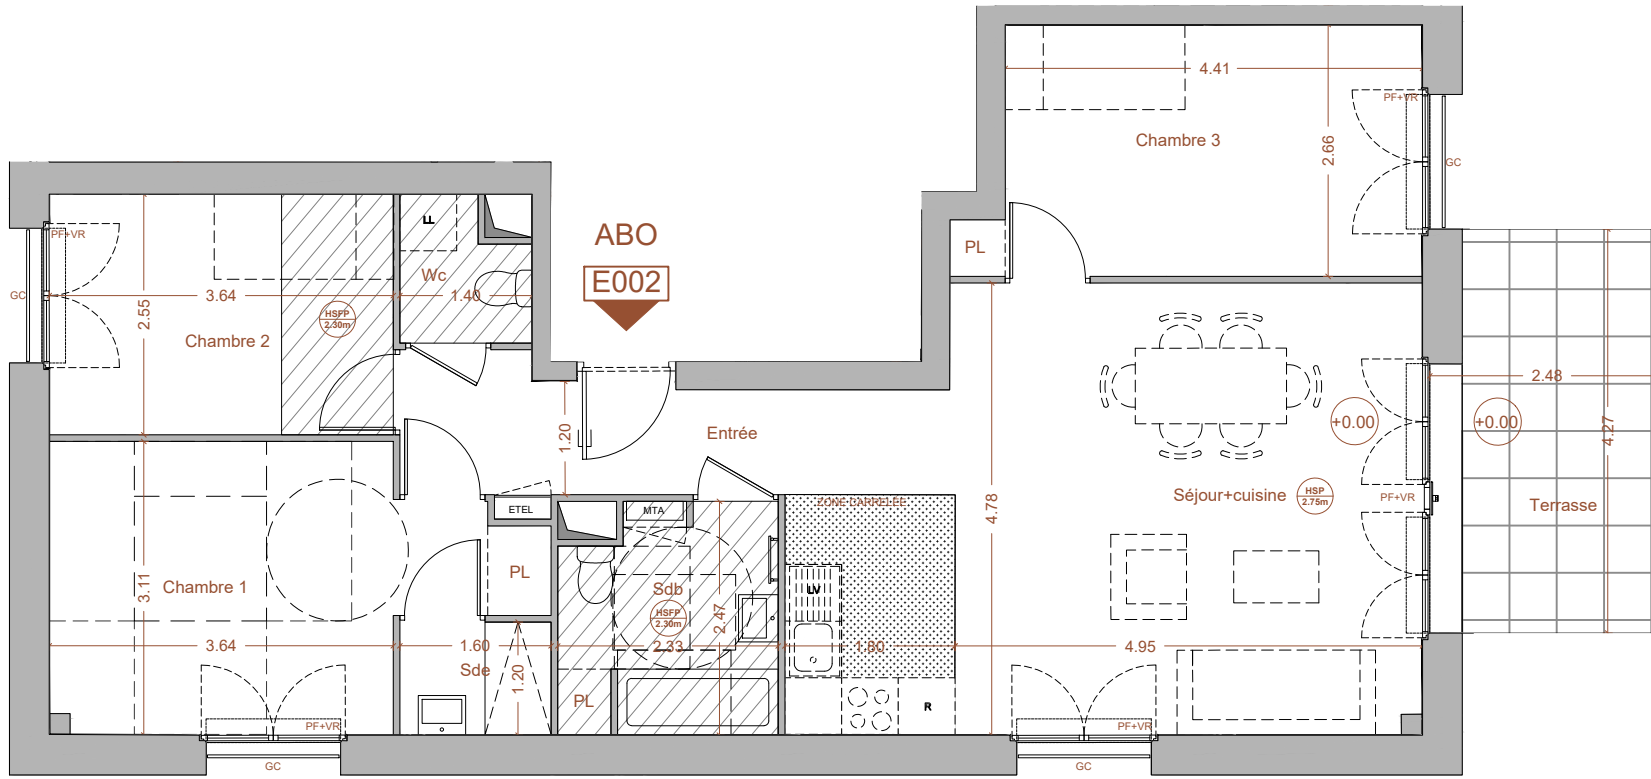 4.41
PF+VR
Chambre 3
2.66
GC
ABO
E002
PL
LF
Wc
PF+VR
GC
3.64
1.40
2.55
HSFP
2.30m
Chambre 2
2.48
+0.00
+0.00
4.27
1.20
Entrée
4.78
Séjour+cuisine
HSP
2.75m
PF+VR
Terrasse
ZONE CARRELÉE
ETEL
MTA
PL
Chambre 1
3.11
Sdb
HSFP
2.30m
2.47
LV
3.64
1.60
2.33
1.80
4.95
Sde
1.20
PL
R
PF+VR
PF+VR
GC
GC